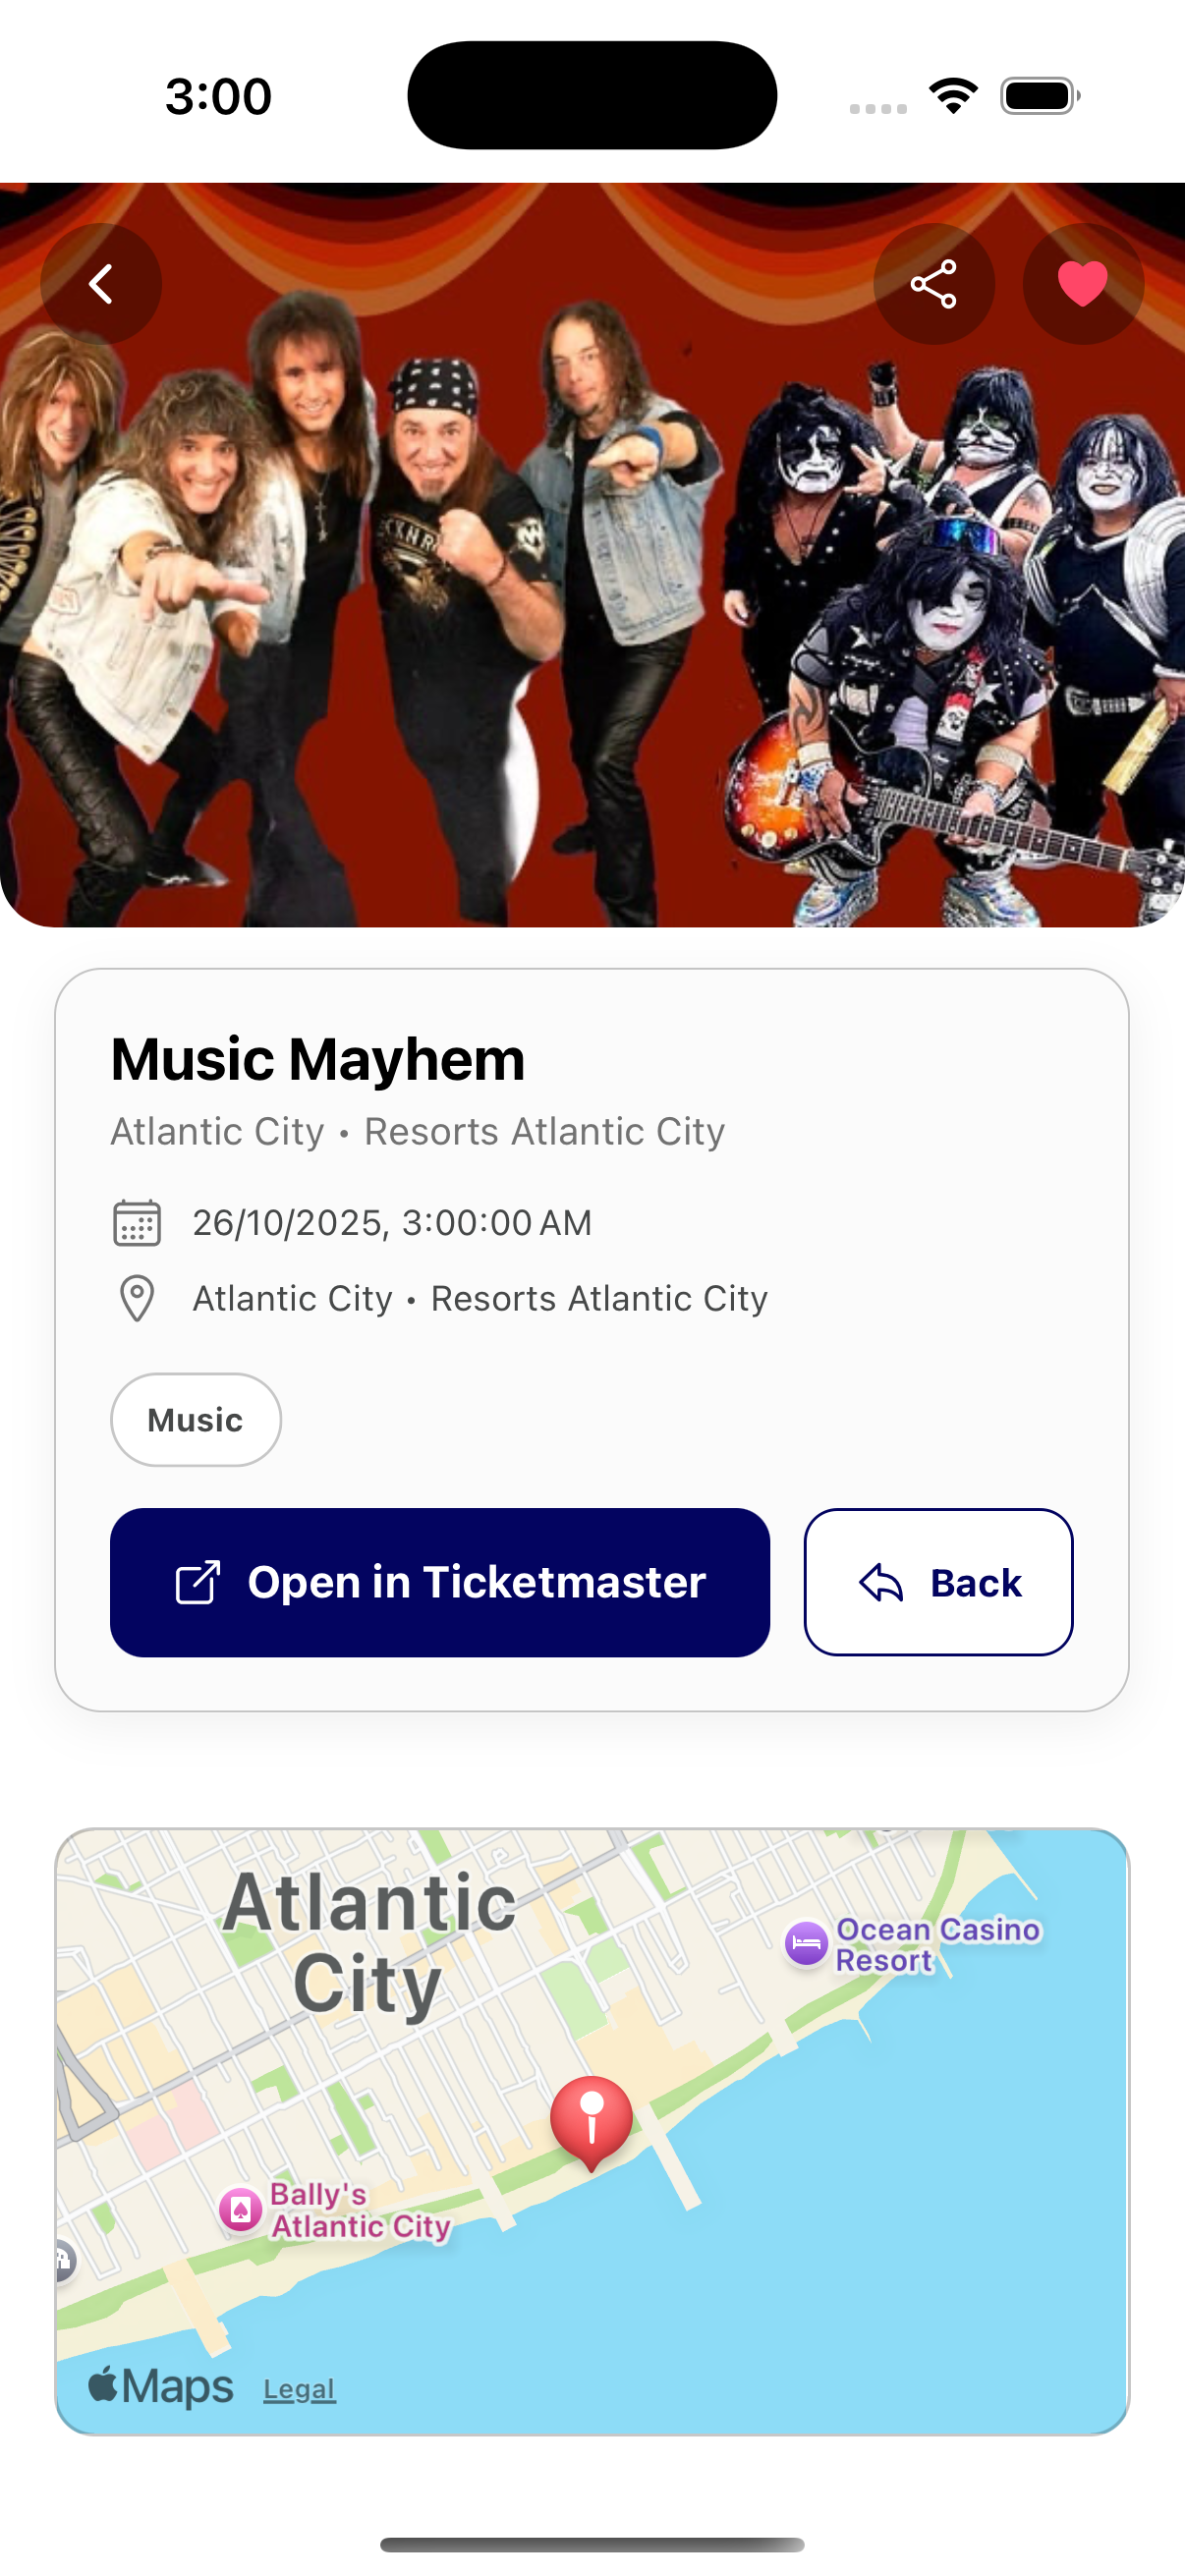 3:00
Music Mayhem
Atlantic City • Resorts Atlantic City
26/10/2025, 3:00:00 AM
Atlantic City • Resorts Atlantic City
Music
Open in Ticketmaster
Back
Atlantic
City
Ocean Casino
Resort
Bally's
Atlantic City
Maps
Legal